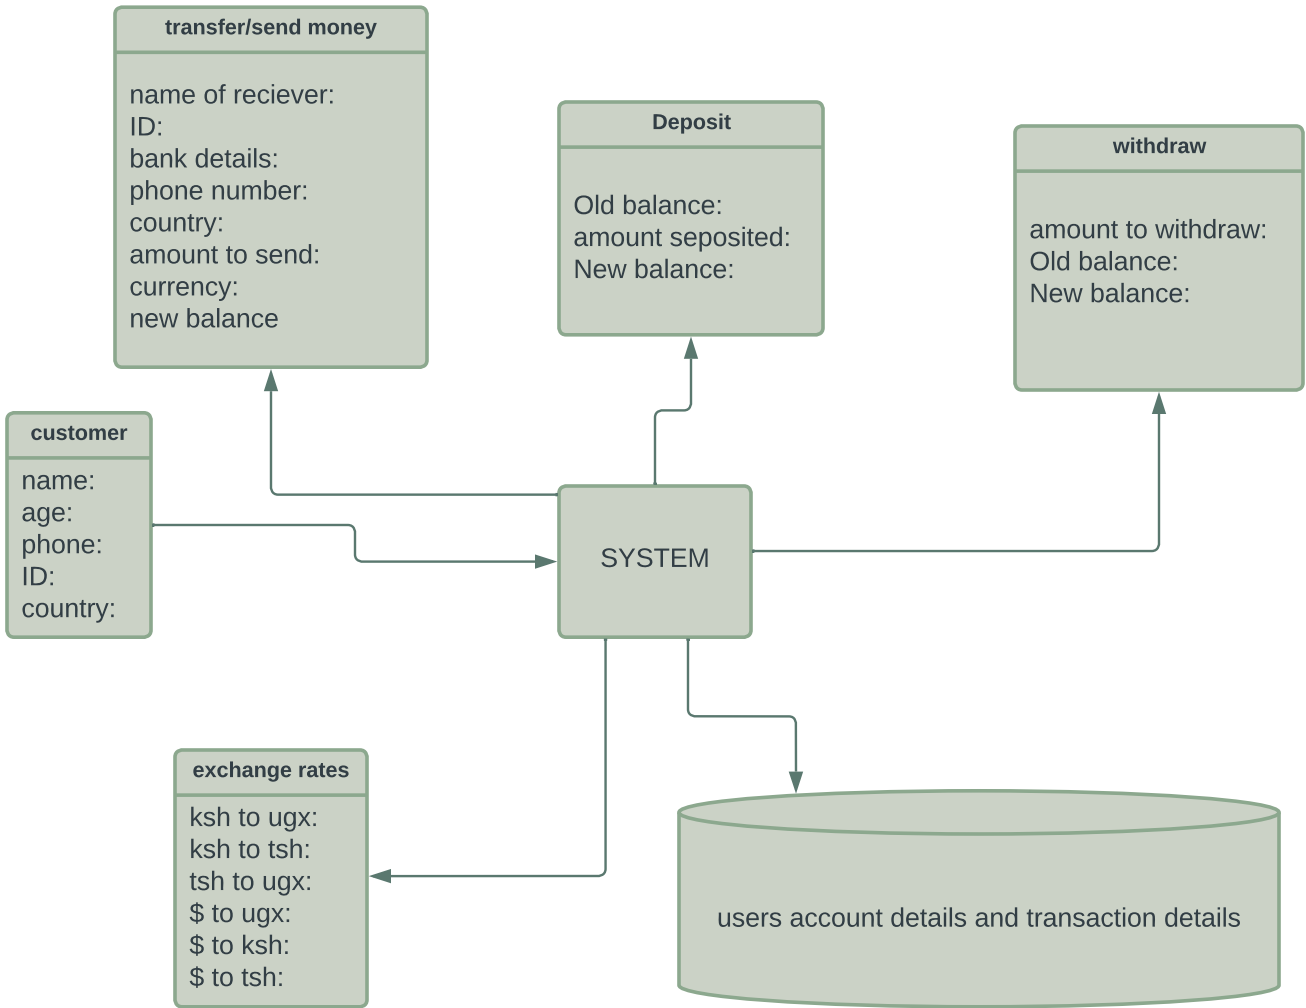 transfer/send money
name of reciever:
ID:
bank details:
phone number:
country:
amount to send:
currency:
new balance
Deposit
Old balance:
amount seposited:
New balance:
withdraw
amount to withdraw:
Old balance:
New balance:
customer
name:
age:
phone:
ID:
country:
SYSTEM
exchange rates
ksh to ugx:
ksh to tsh:
tsh to ugx:
$ to ugx:
$ to ksh:
$ to tsh:
users account details and transaction details